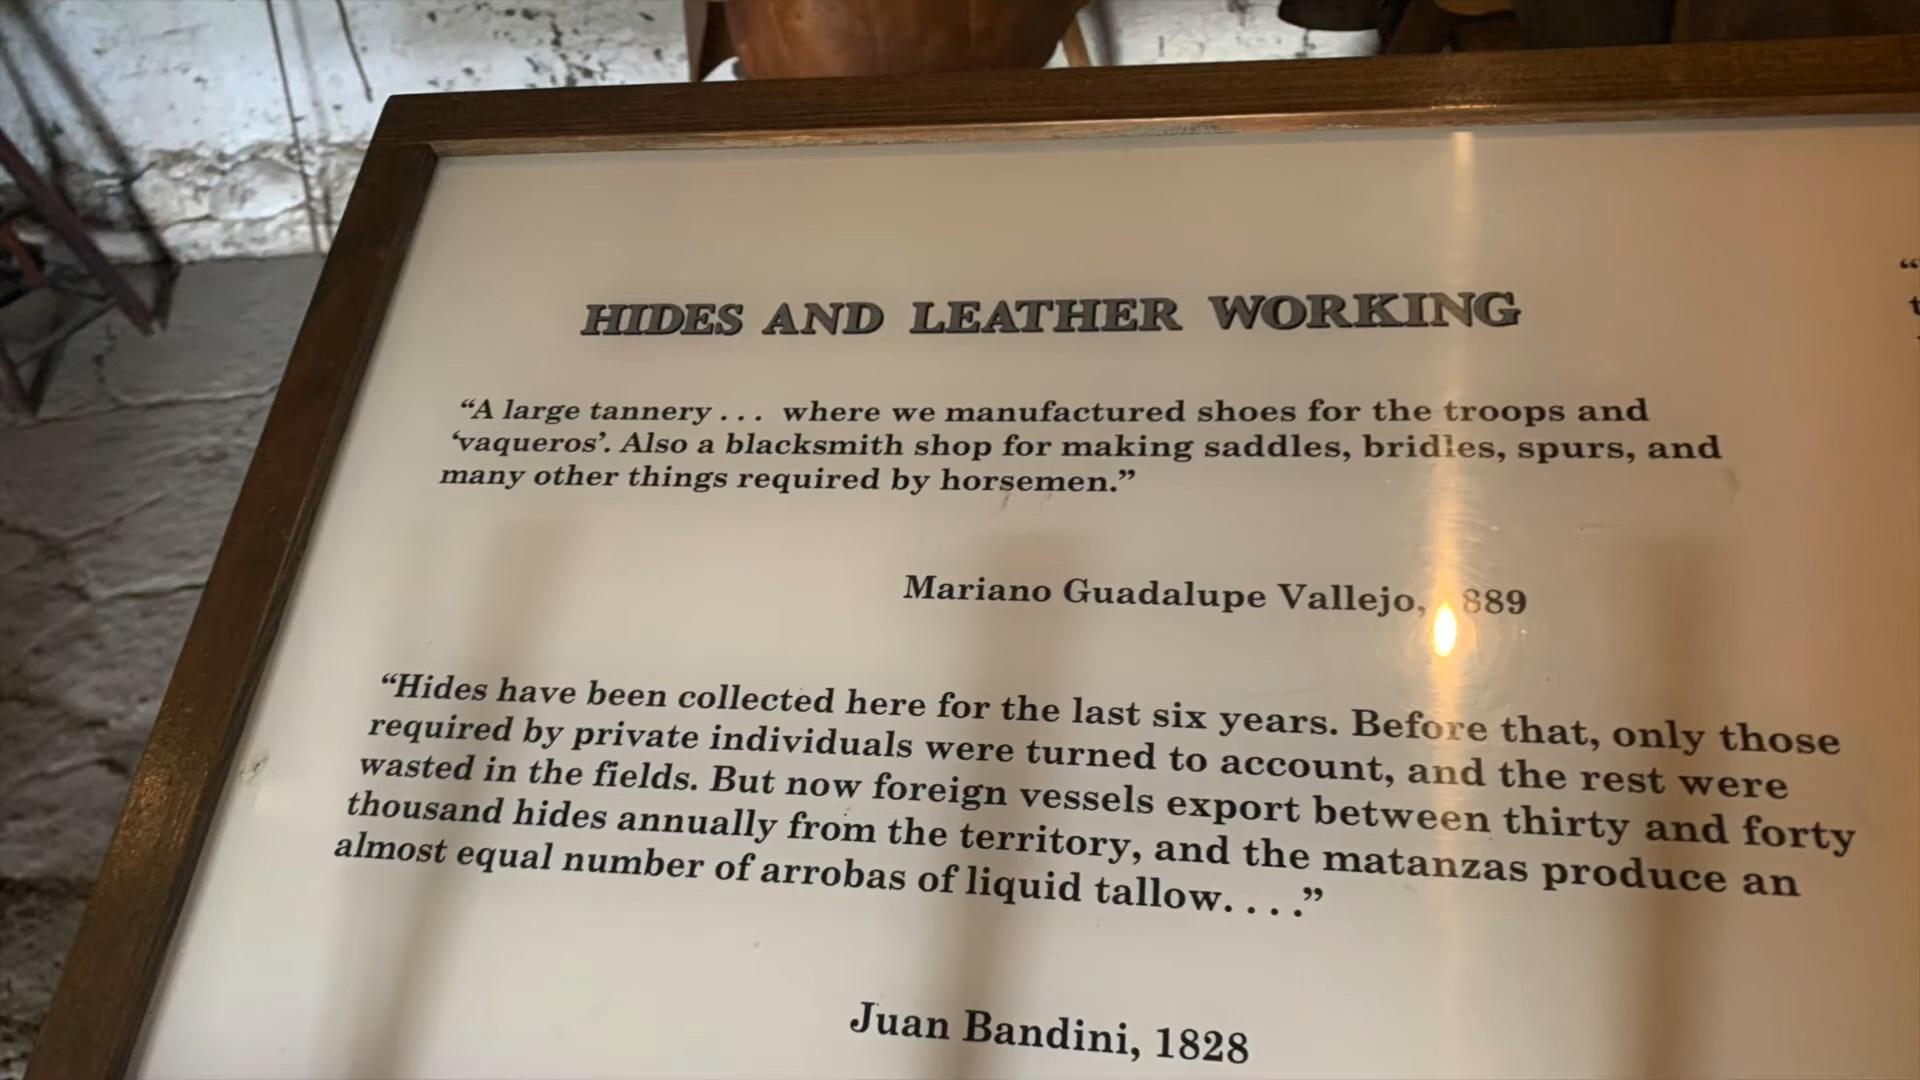 HIDES AND LEATHER WORKING
“A large tannery . . . where we manufactured shoes for the troops and
‘vaqueros’. Also a blacksmith shop for making saddles, bridles, spurs, and
many other things required by horsemen.”
Mariano Guadalupe Vallejo, 889
“Hides have been collected here for the last six years. Before that, only those
required by private individuals were turned to account, and the rest were
wasted in the fields. But now foreign vessels export between thirty and forty
thousand hides annually from the territory, and the matanzas produce an
almost equal number of arrobas of liquid tallow. . . .”
Juan Bandini, 1828